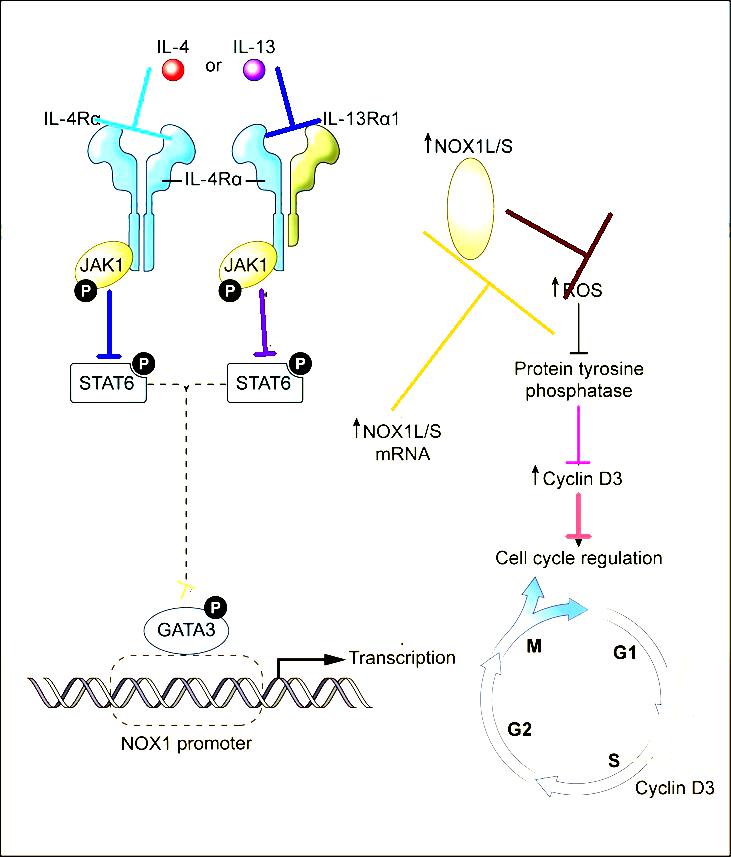 IL-4
or
IL-13
IL-4Rα
IL-13Rα1
IL-4Rα
JAK1
P
JAK1
P
STAT6
P
STAT6
P
↑NOX1L/S
↑ROS
Protein tyrosine
phosphatase
↑NOX1L/S
mRNA
↑Cyclin D3
Cell cycle regulation
P
GATA3
Transcription
NOX1 promoter
M
G1
G2
S
Cyclin D3